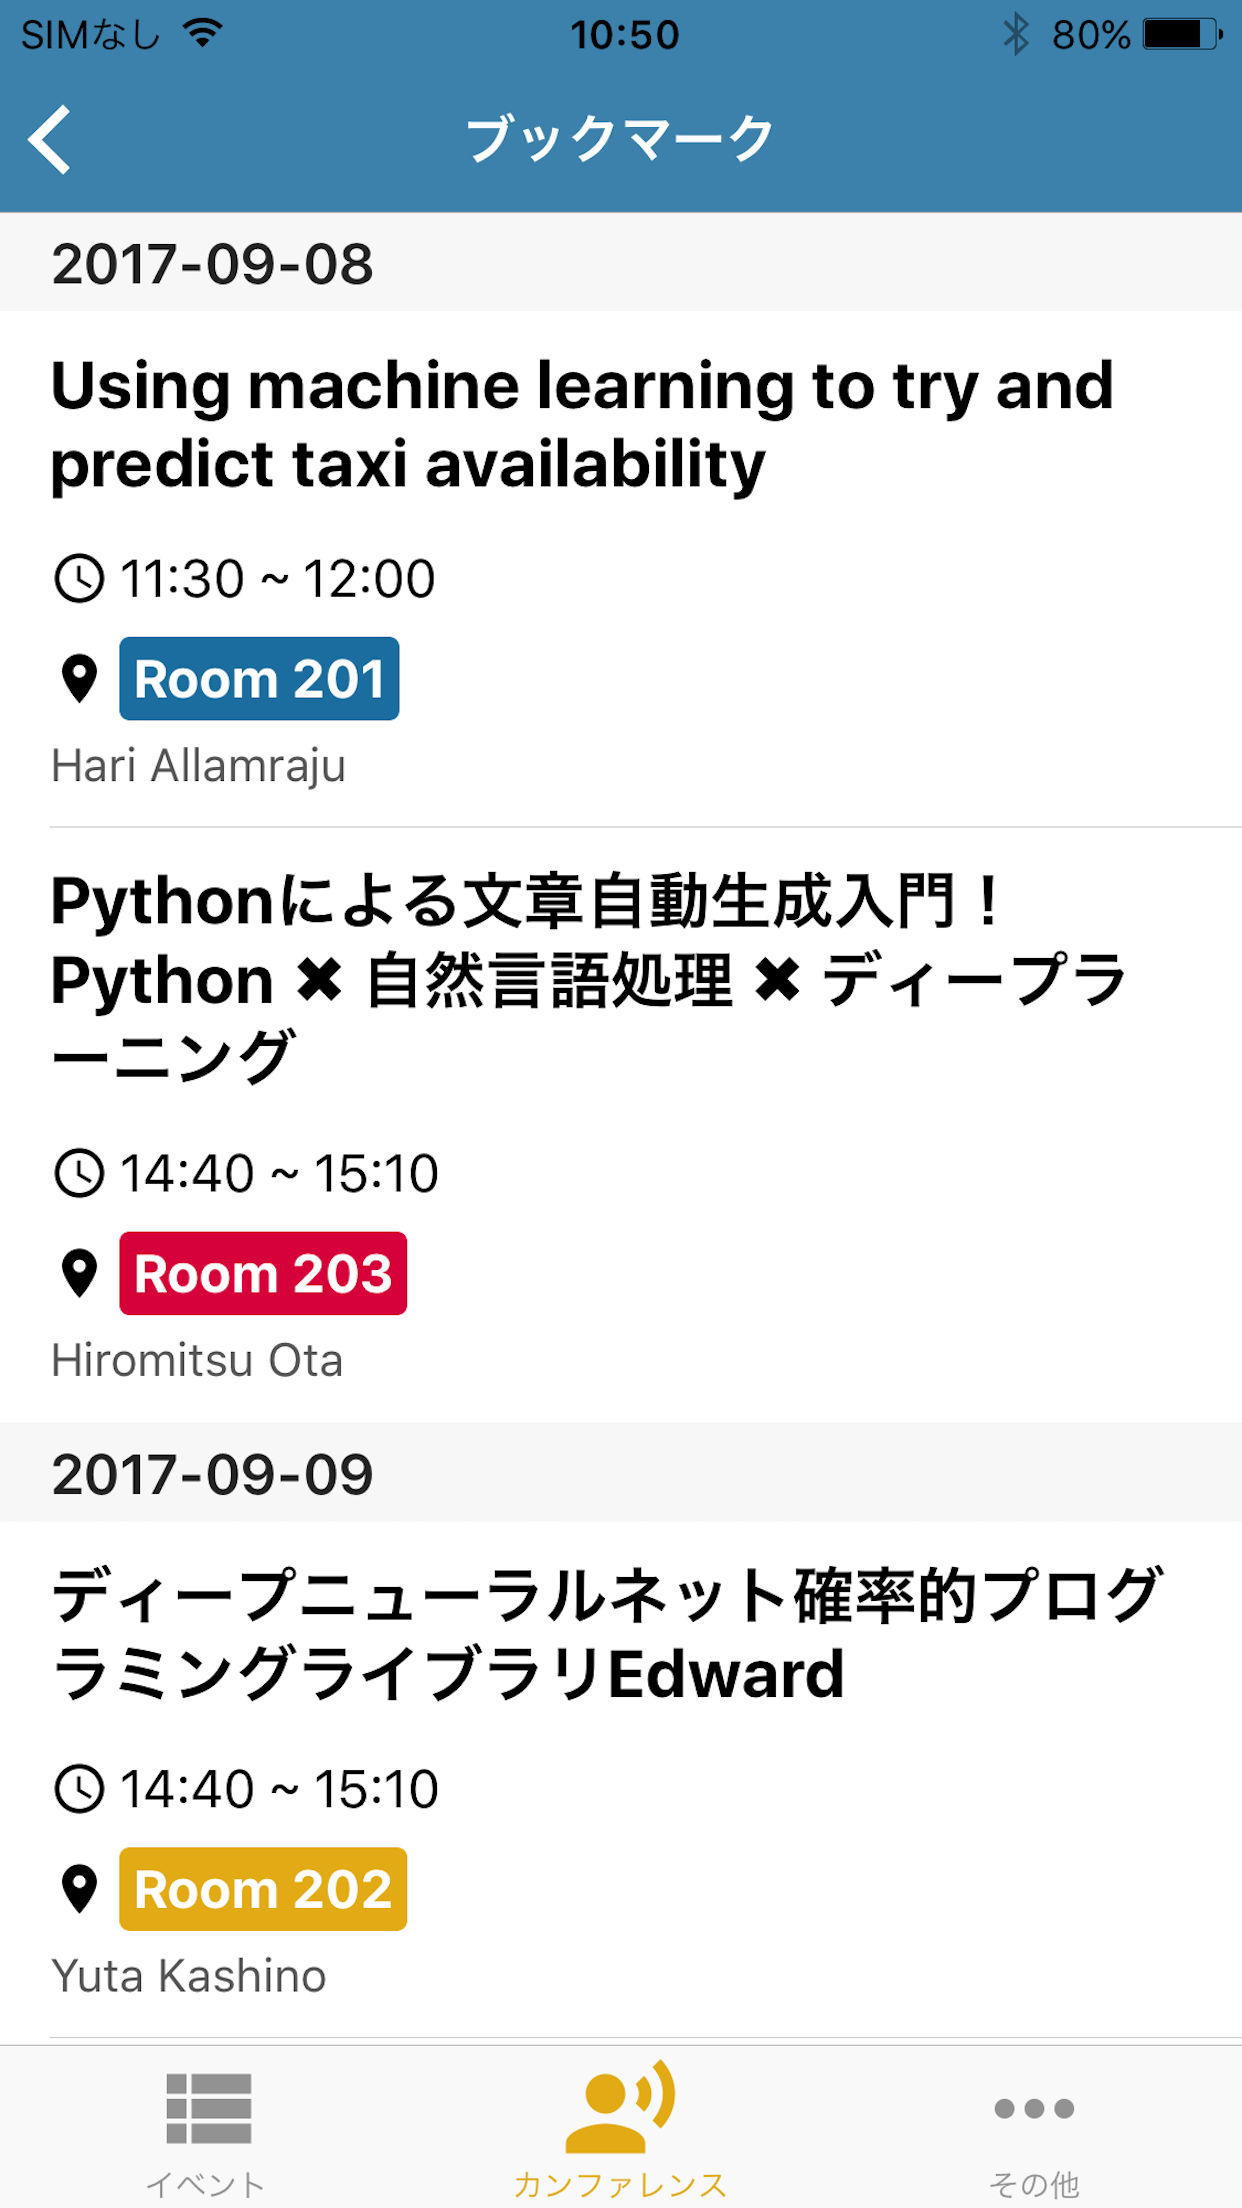 SIMなし 10:50 80%
ブックマーク
2017-09-08
Using machine learning to try and
predict taxi availability
11:30 ~ 12:00
Room 201
Hari Allamraju
Pythonによる文章自動生成入門！
Python ✖ 自然言語処理 ✖ ディープラ
ーニング
14:40 ~ 15:10
Room 203
Hiromitsu Ota
2017-09-09
ディープニューラルネット確率的プログ
ラミングライブラリEdward
14:40 ~ 15:10
Room 202
Yuta Kashino
イベント カンファレンス その他